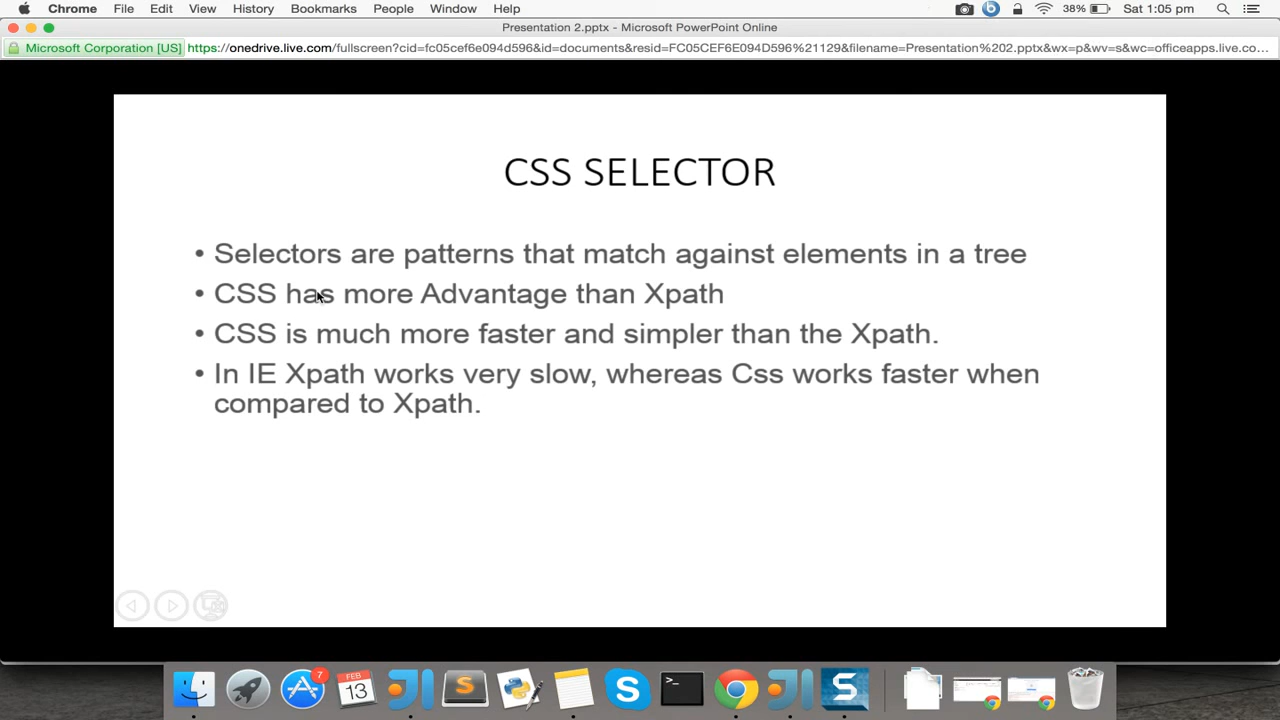 Chrome File Edit View History Bookmarks People Window Help 38% Sat 1:05 pm
Presentation 2.pptx - Microsoft PowerPoint Online
Microsoft Corporation [US] https://onedrive.live.com/fullscreen?cid=fc05cef6e094d596&id=documents&resid=FC05CEF6E094D596%21129&filename=Presentation%202.pptx&wx=p&wv=s&wc=officeapps.live.co...
CSS SELECTOR
• Selectors are patterns that match against elements in a tree
• CSS has more Advantage than Xpath
• CSS is much more faster and simpler than the Xpath.
• In IE Xpath works very slow, whereas Css works faster when
compared to Xpath.
7
FEB
13
S
S
>_
S